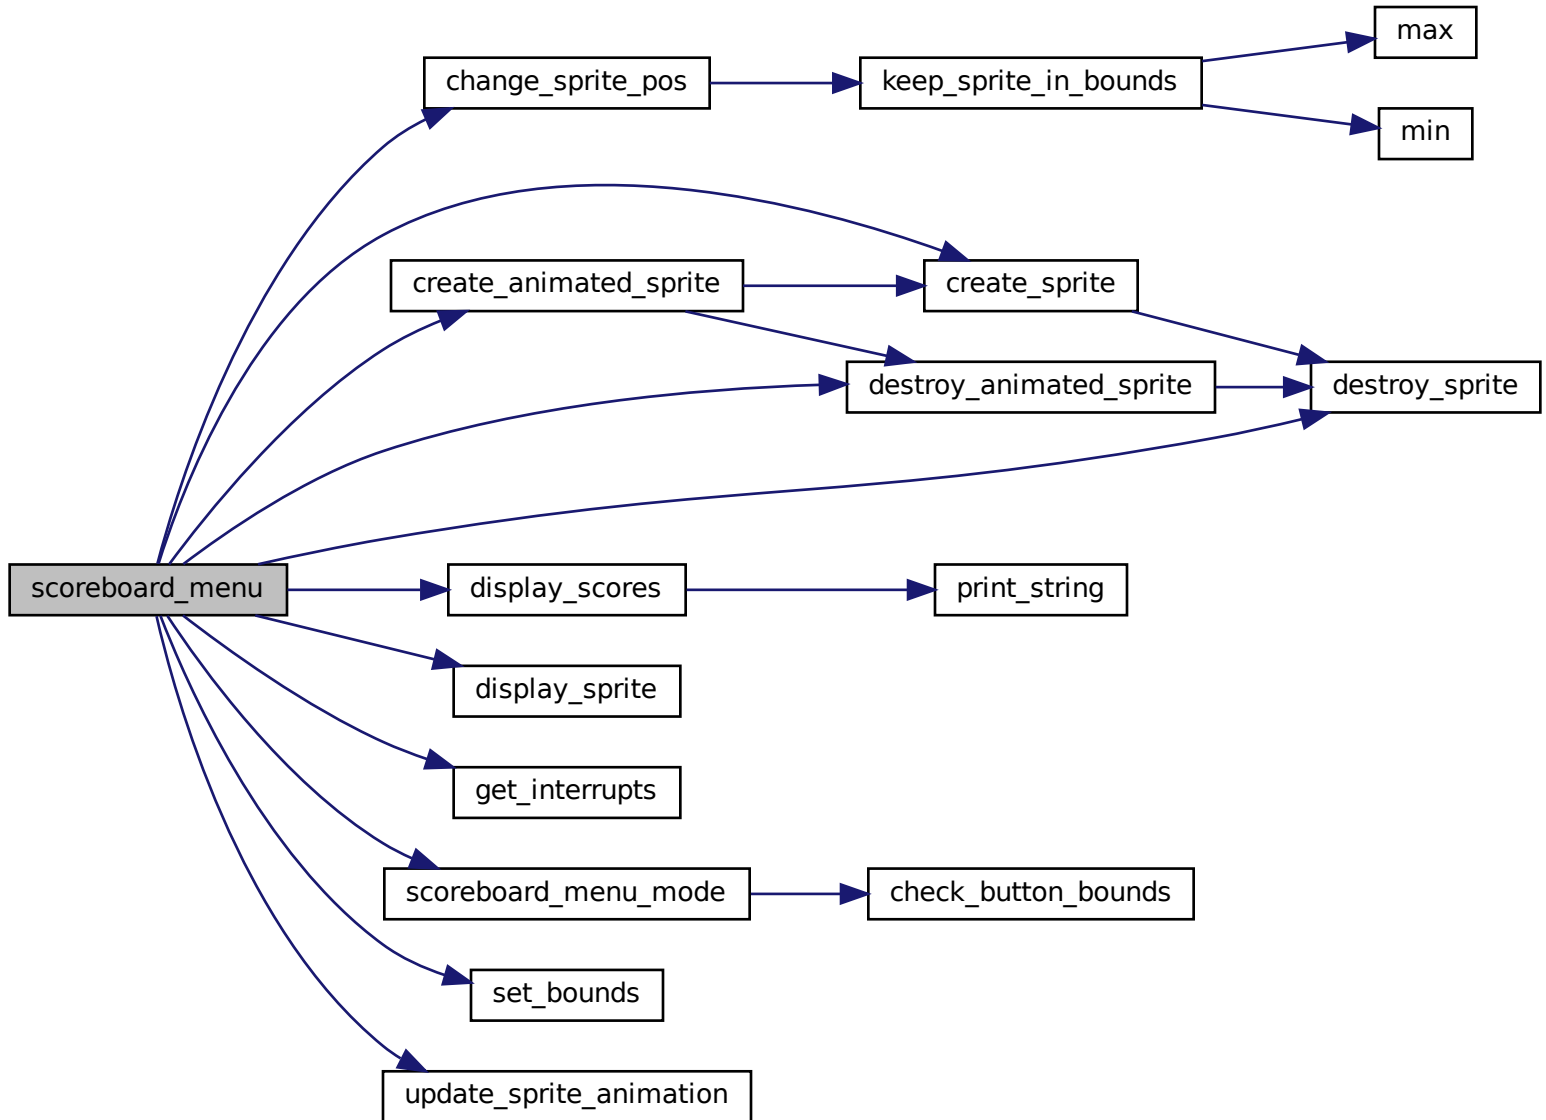 max
change_sprite_pos
keep_sprite_in_bounds
min
create_animated_sprite
create_sprite
destroy_animated_sprite
destroy_sprite
scoreboard_menu
display_scores
print_string
display_sprite
get_interrupts
scoreboard_menu_mode
check_button_bounds
set_bounds
update_sprite_animation